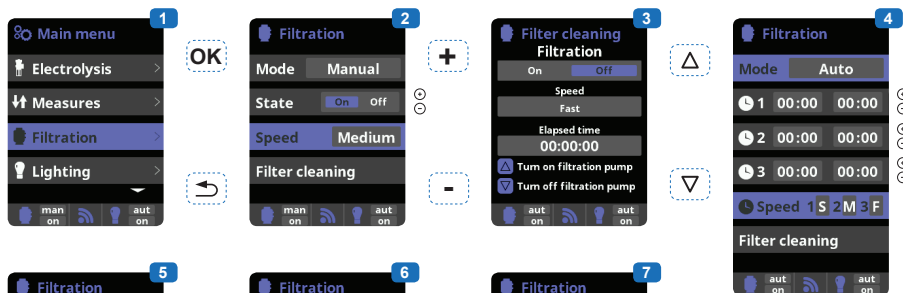 1
Main menu
Electrolysis
Measures
Filtration
Lighting
man
on
aut
on
OK
2
Filtration
Mode Manual
State On Off
Speed Medium
Filter cleaning
man
on
aut
on
+
-
3
Filter cleaning
Filtration
On Off
Speed
Fast
Elapsed time
00:00:00
Turn on filtration pump
Turn off filtration pump
aut
on
aut
on
4
Filtration
Mode Auto
1 00:00 00:00
2 00:00 00:00
3 00:00 00:00
Speed 1 S 2 M 3 F
Filter cleaning
aut
on
aut
on
5
Filtration
6
Filtration
7
Filtration